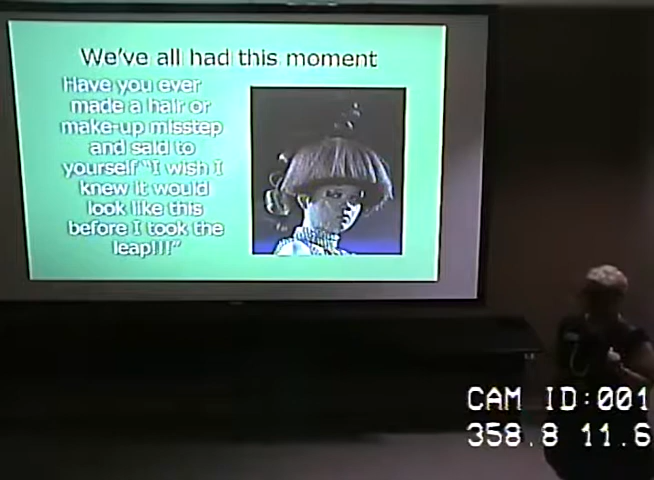 We've all had this moment
Have you ever
made a hair or
make-up misstep
and said to
yourself "I wish I
knew it would
look like this
before I took the
leap!!!"
CAM ID:001
358.8 11.6